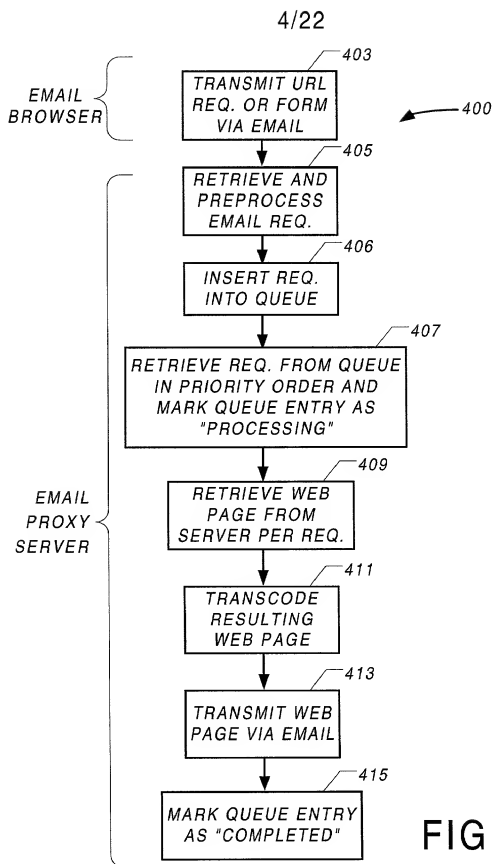 4/22
403
EMAIL
BROWSER
TRANSMIT URL
REQ. OR FORM
VIA EMAIL
400
405
RETRIEVE AND
PREPROCESS
EMAIL REQ.
406
INSERT REQ.
INTO QUEUE
407
RETRIEVE REQ. FROM QUEUE
IN PRIORITY ORDER AND
MARK QUEUE ENTRY AS
"PROCESSING"
409
EMAIL
PROXY
SERVER
RETRIEVE WEB
PAGE FROM
SERVER PER REQ.
411
TRANSCODE
RESULTING
WEB PAGE
413
TRANSMIT WEB
PAGE VIA EMAIL
415
MARK QUEUE ENTRY
AS "COMPLETED"
FIG